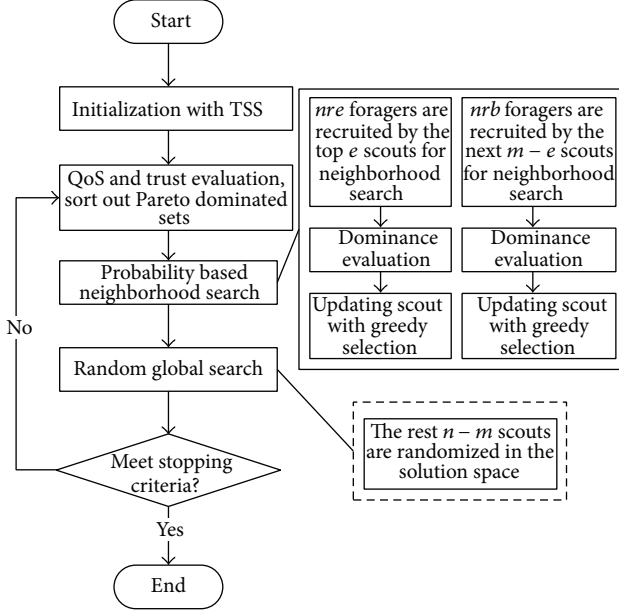 Start
Initialization with TSS
QoS and trust evaluation,
sort out Pareto dominated
sets
Probability based
neighborhood search
Random global search
Meet stopping
criteria?
No
Yes
End
nre foragers are
recruited by the
top e scouts for
neighborhood
search
Dominance
evaluation
Updating scout
with greedy
selection
nrb foragers are
recruited by the
next m − e scouts
for neighborhood
search
Dominance
evaluation
Updating scout
with greedy
selection
The rest n − m scouts
are randomized in the
solution space